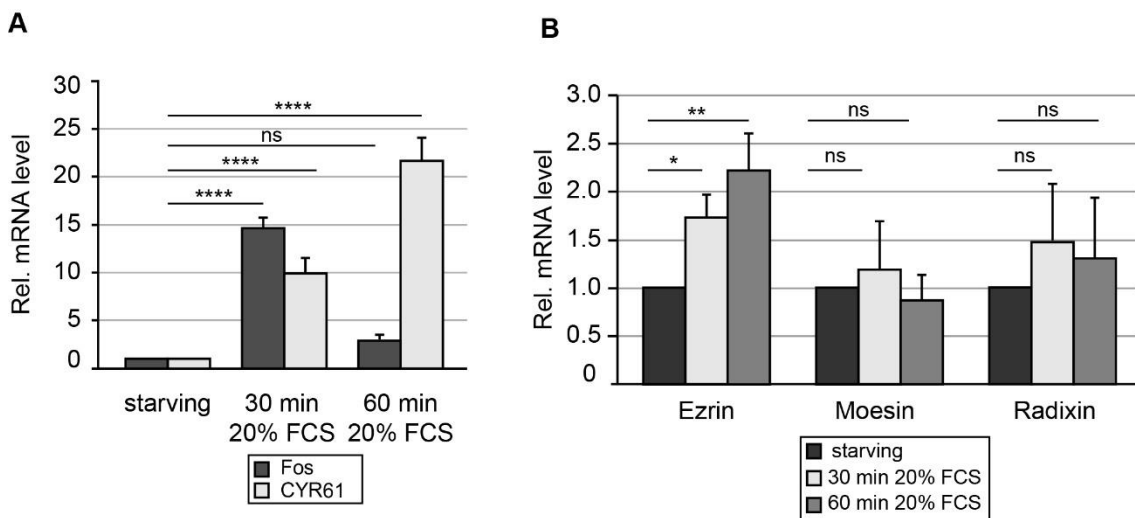 A
Rel. mRNA level
30
25
20
15
10
5
0
****
ns
****
****
starving
30 min
20% FCS
60 min
20% FCS
Fos
CYR61
B
Rel. mRNA level
3.0
2.5
2.0
1.5
1.0
0.5
0
**
*
ns
ns
ns
ns
Ezrin
Moesin
Radixin
starving
30 min 20% FCS
60 min 20% FCS